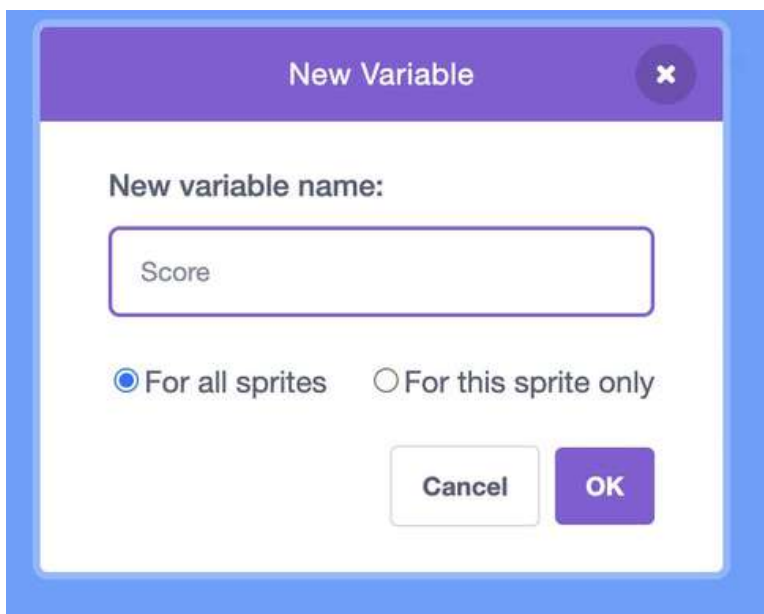 New Variable
New variable name:
Score
For all sprites For this sprite only
Cancel OK